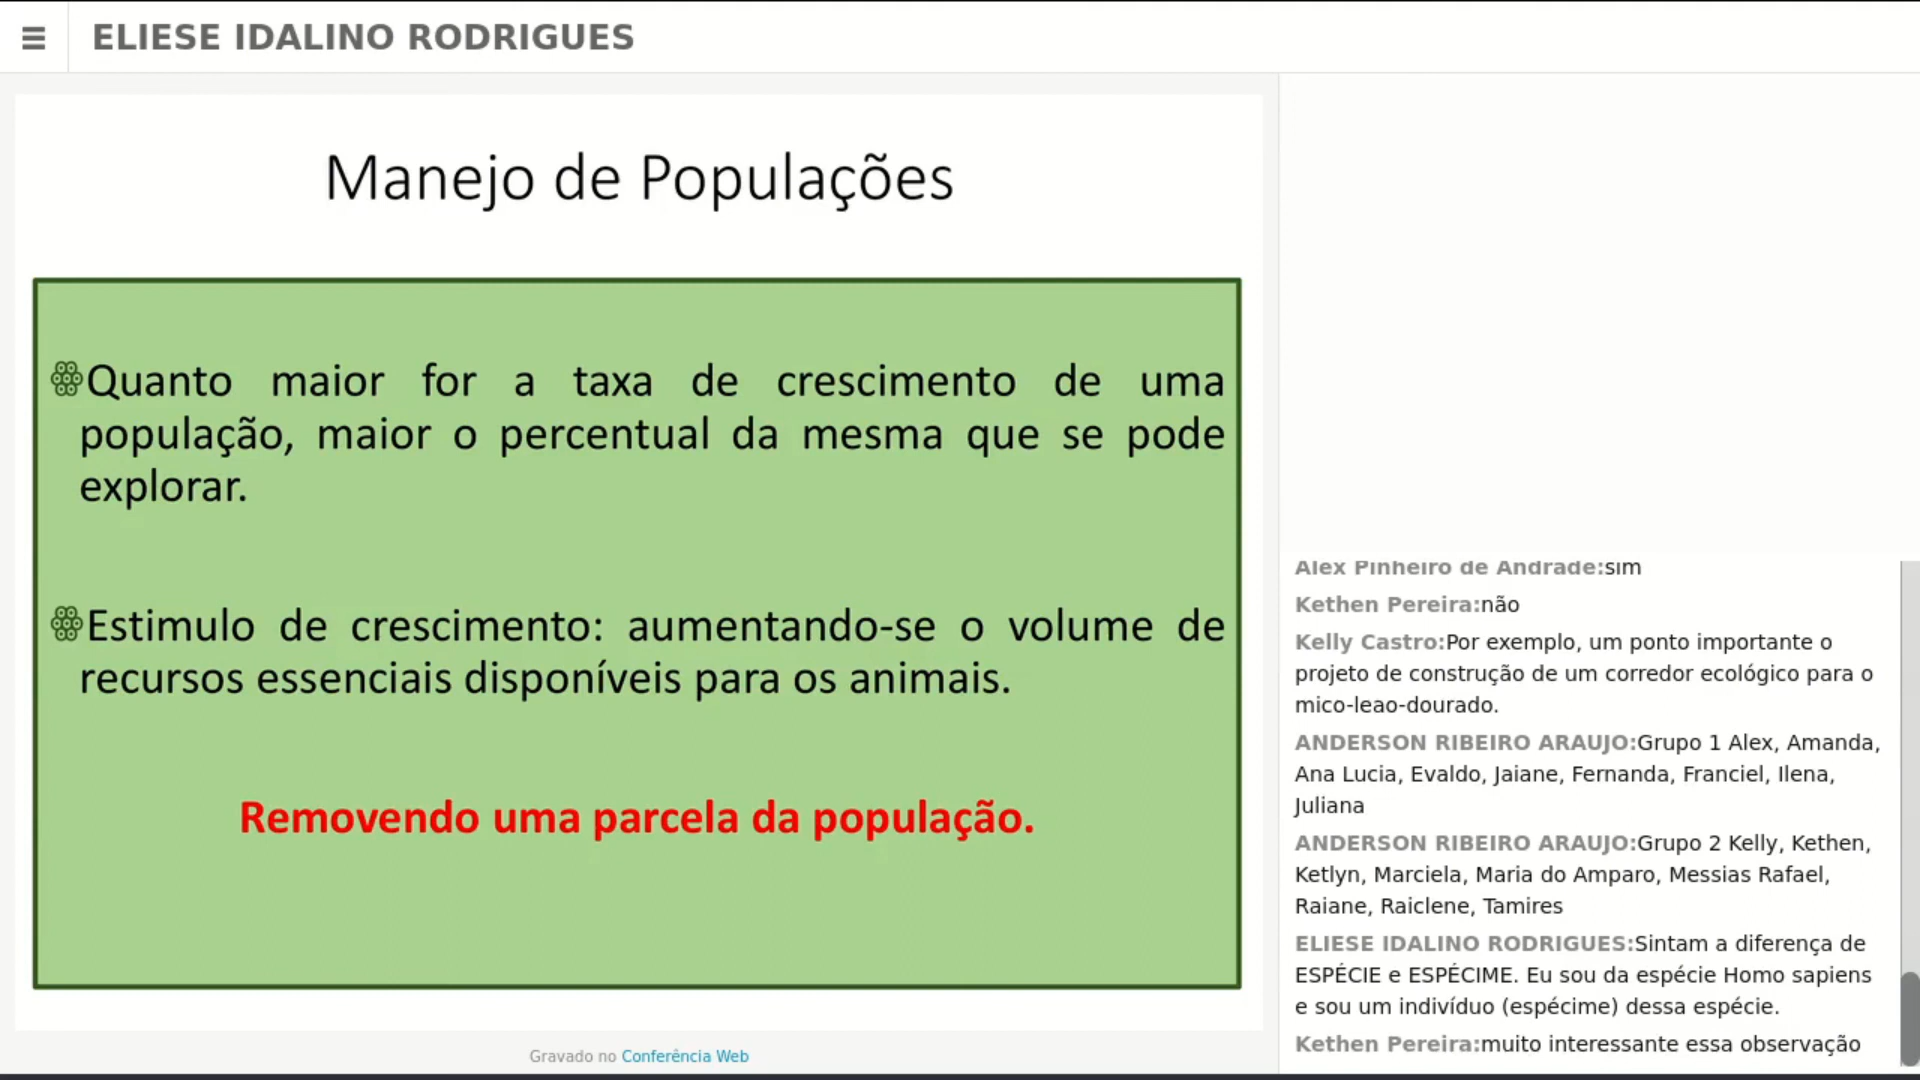 ELIESE IDALINO RODRIGUES
Manejo de Populações
Quanto maior for a taxa de crescimento de uma
população, maior o percentual da mesma que se pode
explorar.
Estimulo de crescimento: aumentando-se o volume de
recursos essenciais disponíveis para os animais.
Removendo uma parcela da população.
Gravado no Conferência Web
Alex Pinheiro de Andrade:sim
Kethen Pereira:não
Kelly Castro:Por exemplo, um ponto importante o
projeto de construção de um corredor ecológico para o
mico-leao-dourado.
ANDERSON RIBEIRO ARAUJO:Grupo 1 Alex, Amanda,
Ana Lucia, Evaldo, Jaiane, Fernanda, Franciel, Ilena,
Juliana
ANDERSON RIBEIRO ARAUJO:Grupo 2 Kelly, Kethen,
Ketlyn, Marciela, Maria do Amparo, Messias Rafael,
Raiane, Raiclene, Tamires
ELIESE IDALINO RODRIGUES:Sintam a diferença de
ESPÉCIE e ESPÉCIME. Eu sou da espécie Homo sapiens
e sou um indivíduo (espécime) dessa espécie.
Kethen Pereira:muito interessante essa observação